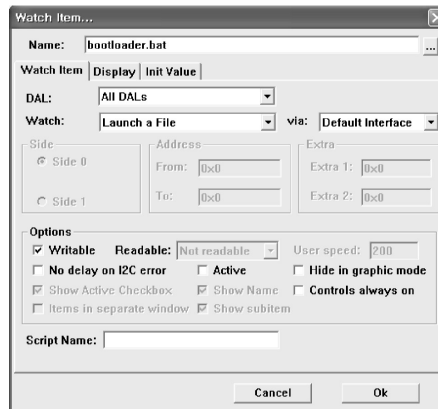 Watch Item...
Name: bootloader.bat ...
Watch Item Display Init Value
DAL: All DALs
Watch: Launch a File via: Default Interface
Side Address Extra
Side 0 From: 0x0 Extra 1: 0x0
Side 1 To: 0x0 Extra 2: 0x0
Options
Writable Readable: Not readable User speed: 200
No delay on I2C error Active Hide in graphic mode
Show Active Checkbox Show Name Controls always on
Items in separate window Show subitem
Script Name:
Cancel Ok